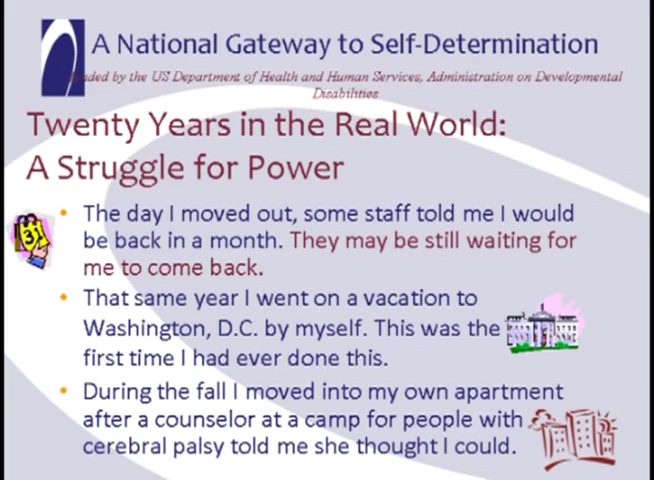 A National Gateway to Self-Determination
Funded by the US Department of Health and Human Services, Administration on Developmental
Disabilities
Twenty Years in the Real World:
A Struggle for Power
• The day I moved out, some staff told me I would
be back in a month. They may be still waiting for
me to come back.
• That same year I went on a vacation to
Washington, D.C. by myself. This was the
first time I had ever done this.
• During the fall I moved into my own apartment
after a counselor at a camp for people with
cerebral palsy told me she thought I could.
31